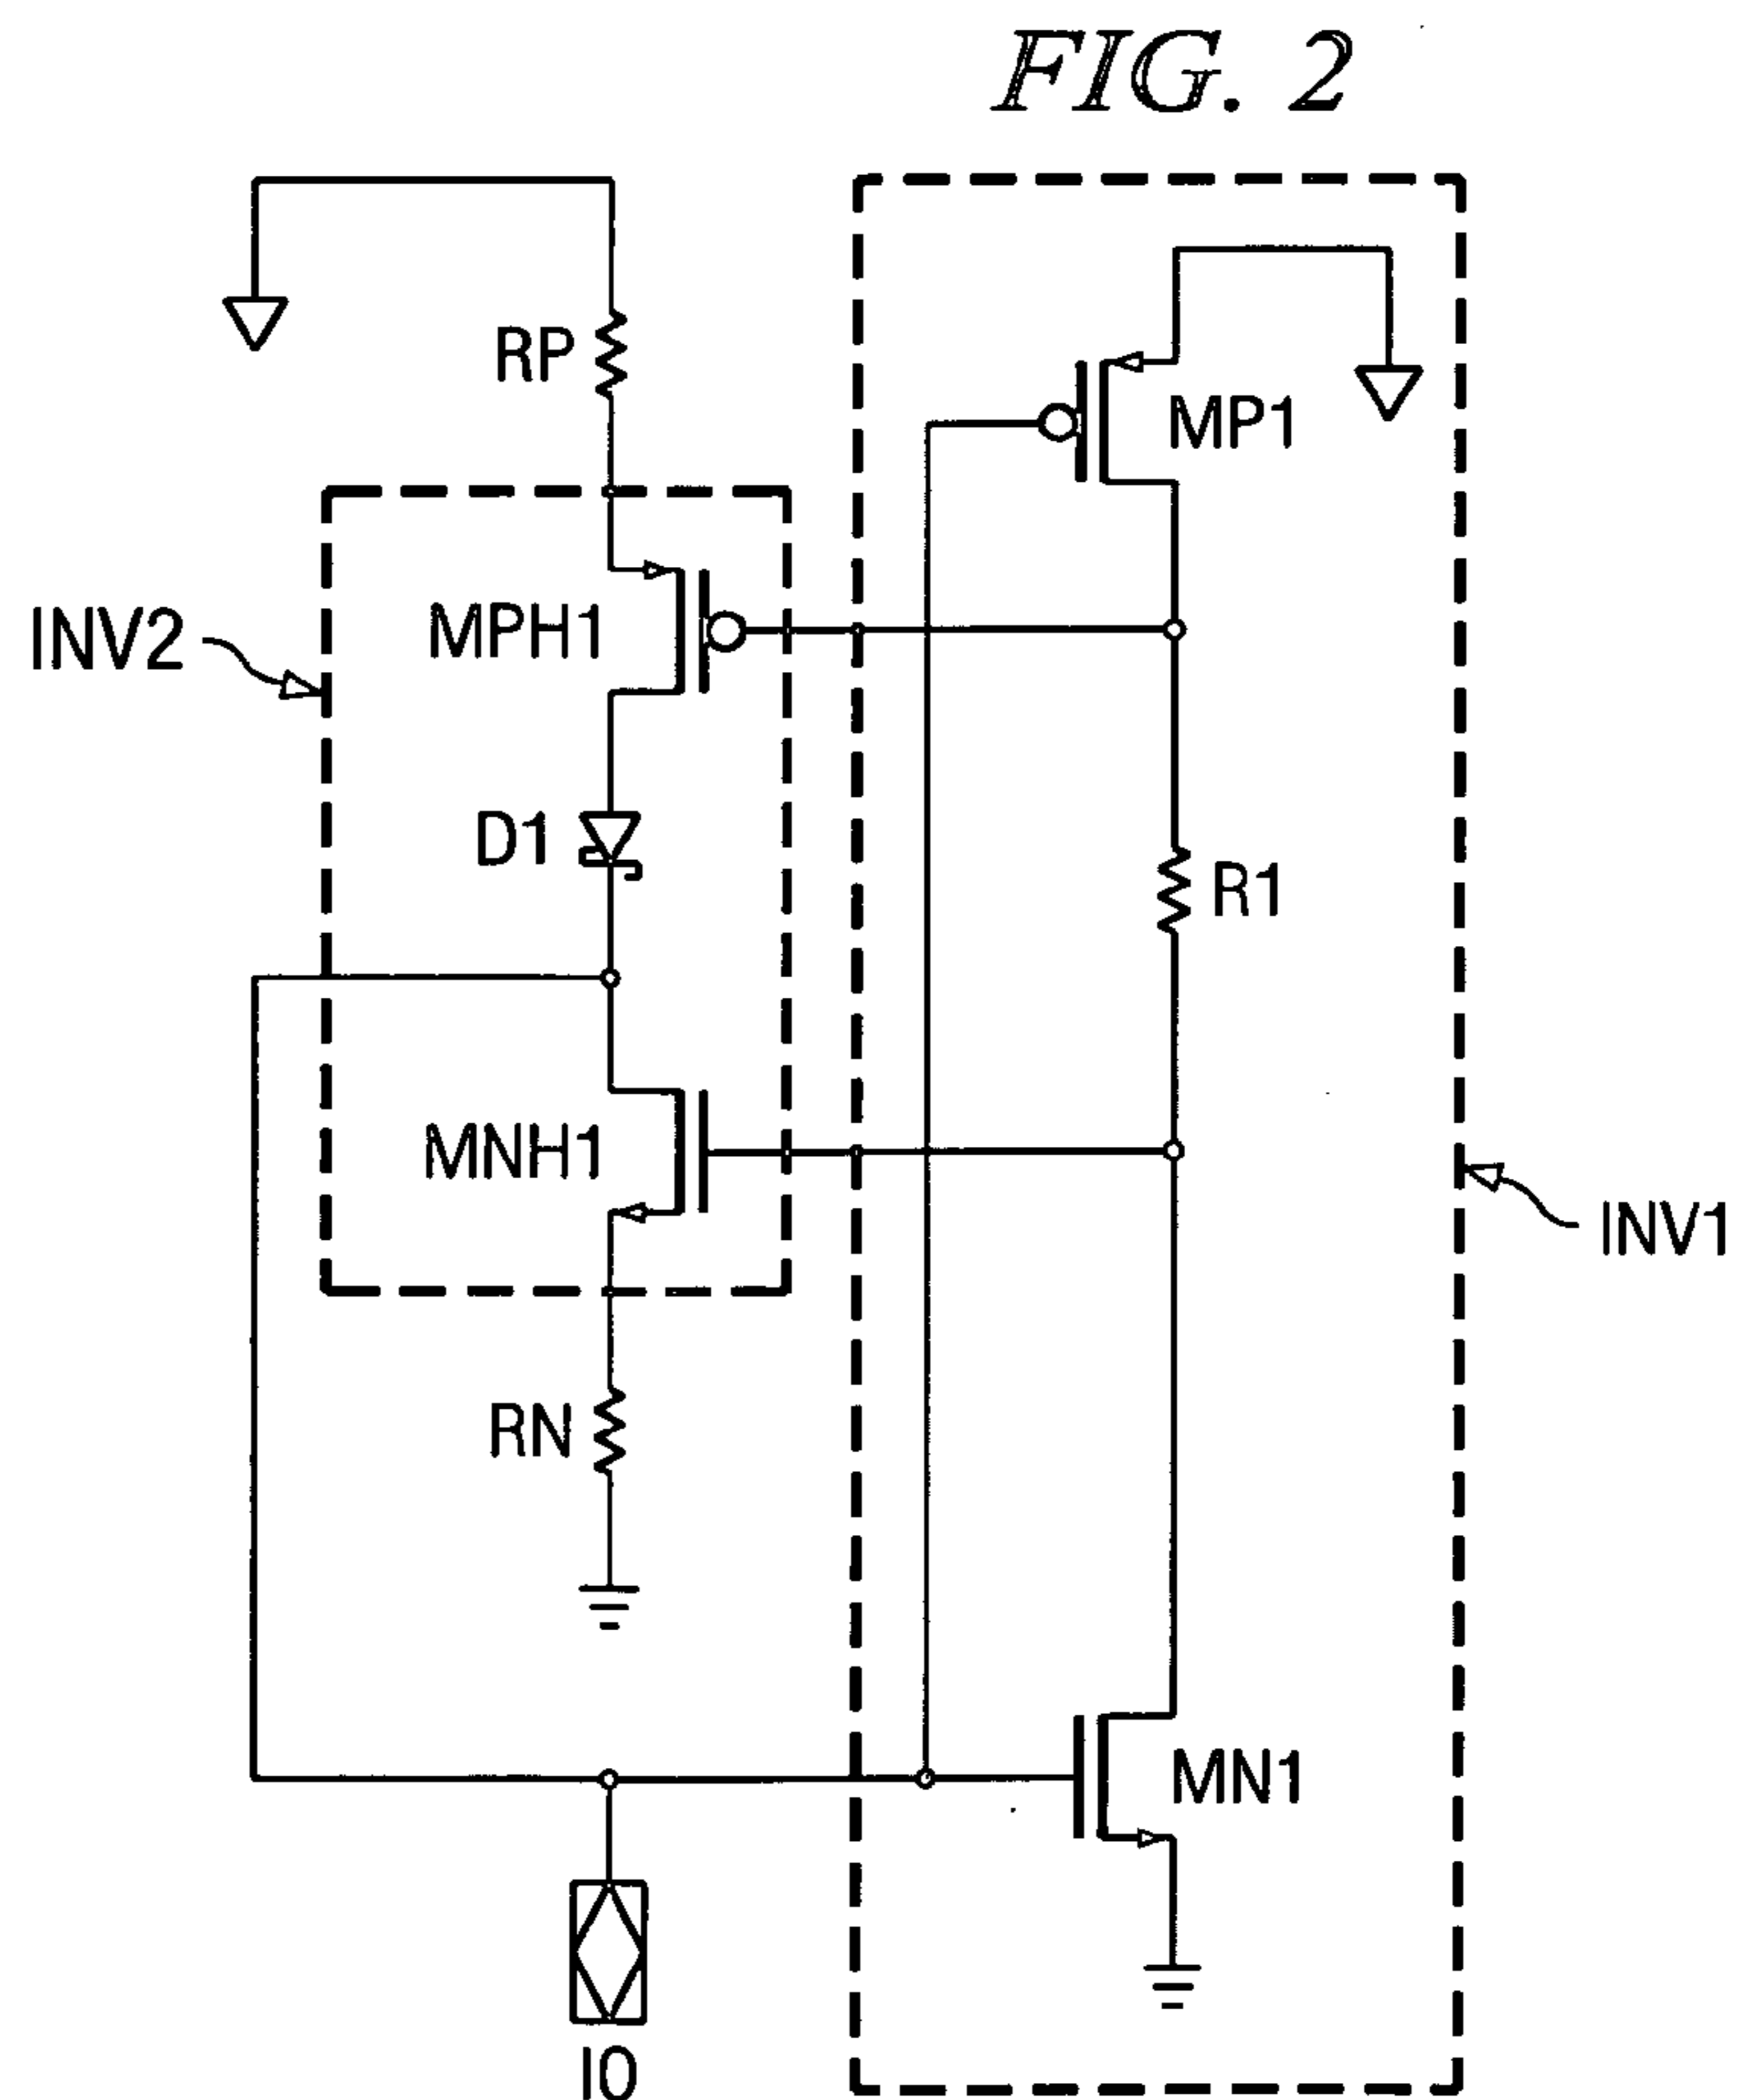 FIG. 2
RP
MP1
MPH1
INV2
D1
R1
MNH1
INV1
RN
MN1
IO